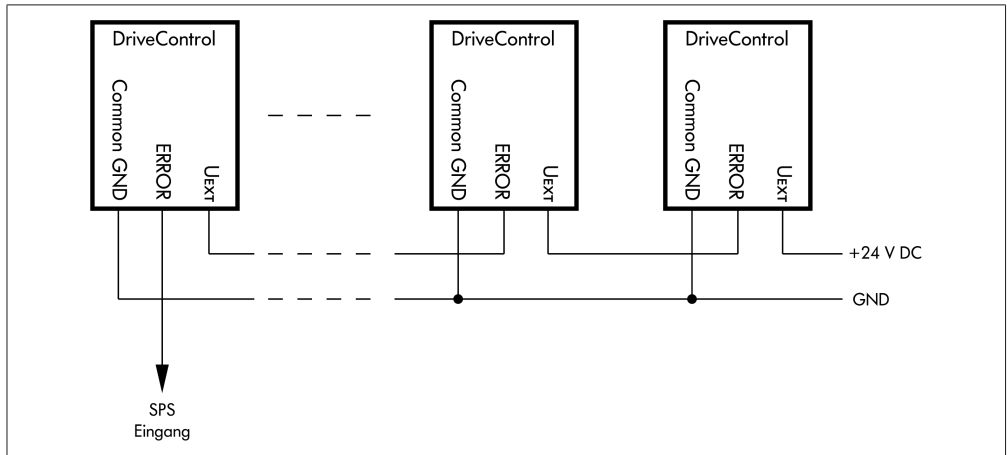 DriveControl
Common GND
ERROR
UEXT
DriveControl
Common GND
ERROR
UEXT
DriveControl
Common GND
ERROR
UEXT
+24 V DC
GND
SPS
Eingang